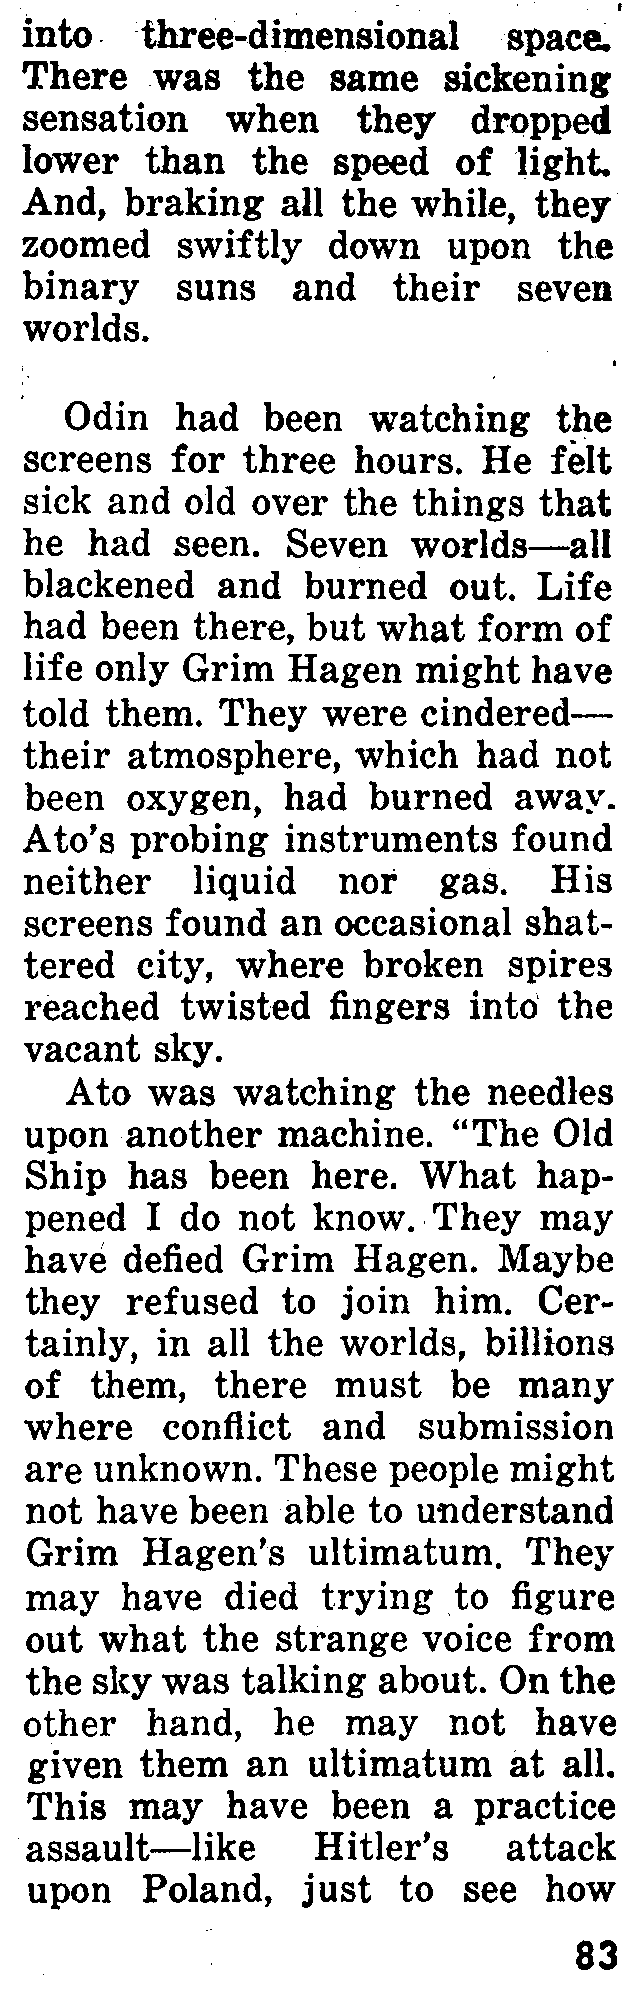 into three-dimensional space.
There was the same sickening
sensation when they dropped
lower than the speed of light.
And, braking all the while, they
zoomed swiftly down upon the
binary suns and their seven
worlds.

Odin had been watching the
screens for three hours. He felt
sick and old over the things that
he had seen. Seven worlds—all
blackened and burned out. Life
had been there, but what form of
life only Grim Hagen might have
told them. They were cindered—
their atmosphere, which had not
been oxygen, had burned away.
Ato's probing instruments found
neither liquid nor gas. His
screens found an occasional shat-
tered city, where broken spires
reached twisted fingers into the
vacant sky.
Ato was watching the needles
upon another machine. “The Old
Ship has been here. What hap-
pened I do not know. They may
have defied Grim Hagen. Maybe
they refused to join him. Cer-
tainly, in all the worlds, billions
of them, there must be many
where conflict and submission
are unknown. These people might
not have been able to understand
Grim Hagen's ultimatum. They
may have died trying to figure
out what the strange voice from
the sky was talking about. On the
other hand, he may not have
given them an ultimatum at all.
This may have been a practice
assault—like Hitler's attack
upon Poland, just to see how
83